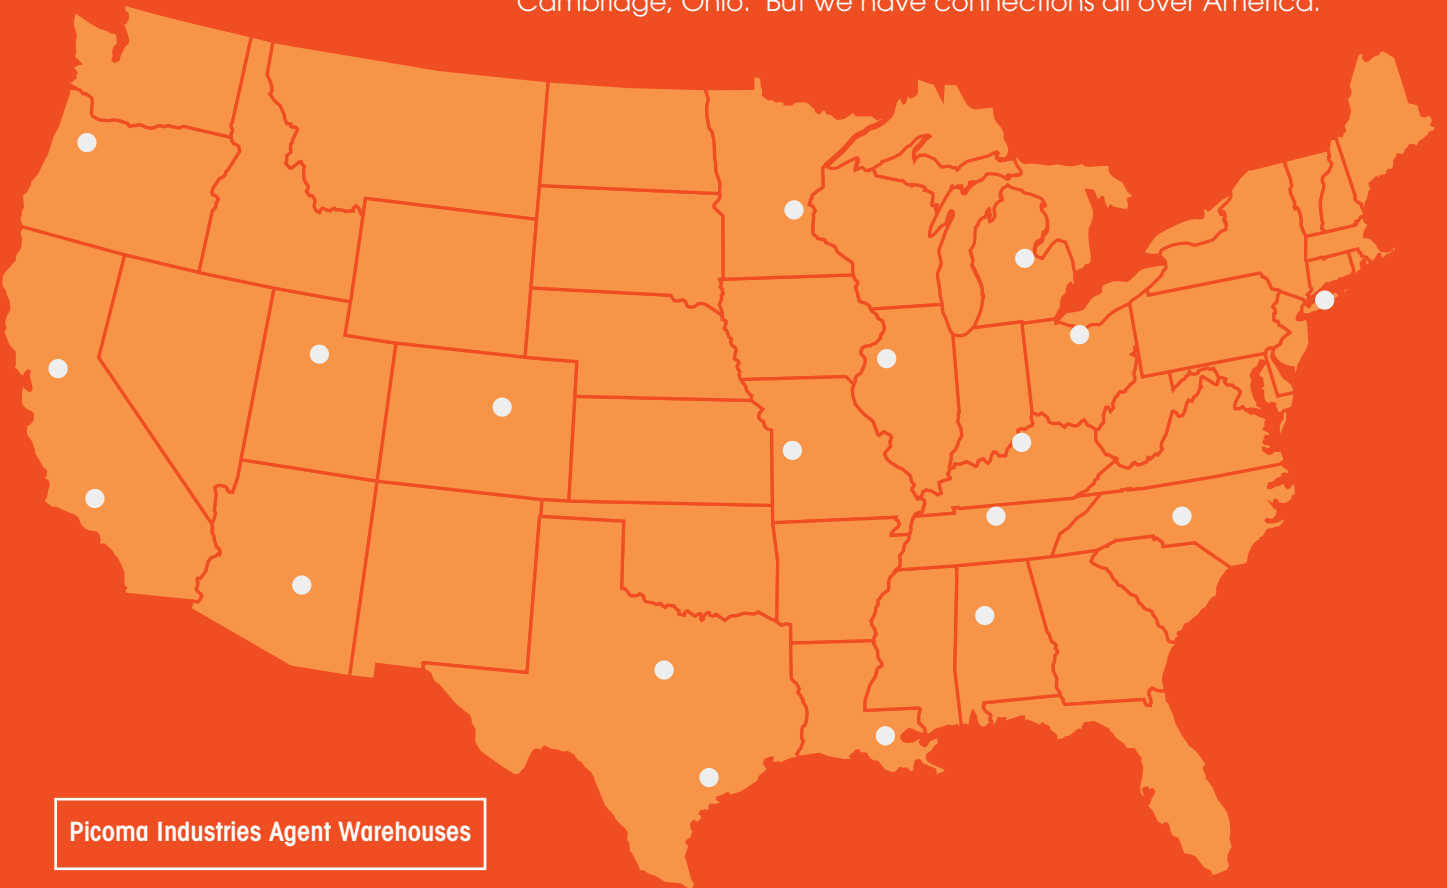 Cambridge, Ohio. But we have connections all over America.
Picoma Industries Agent Warehouses